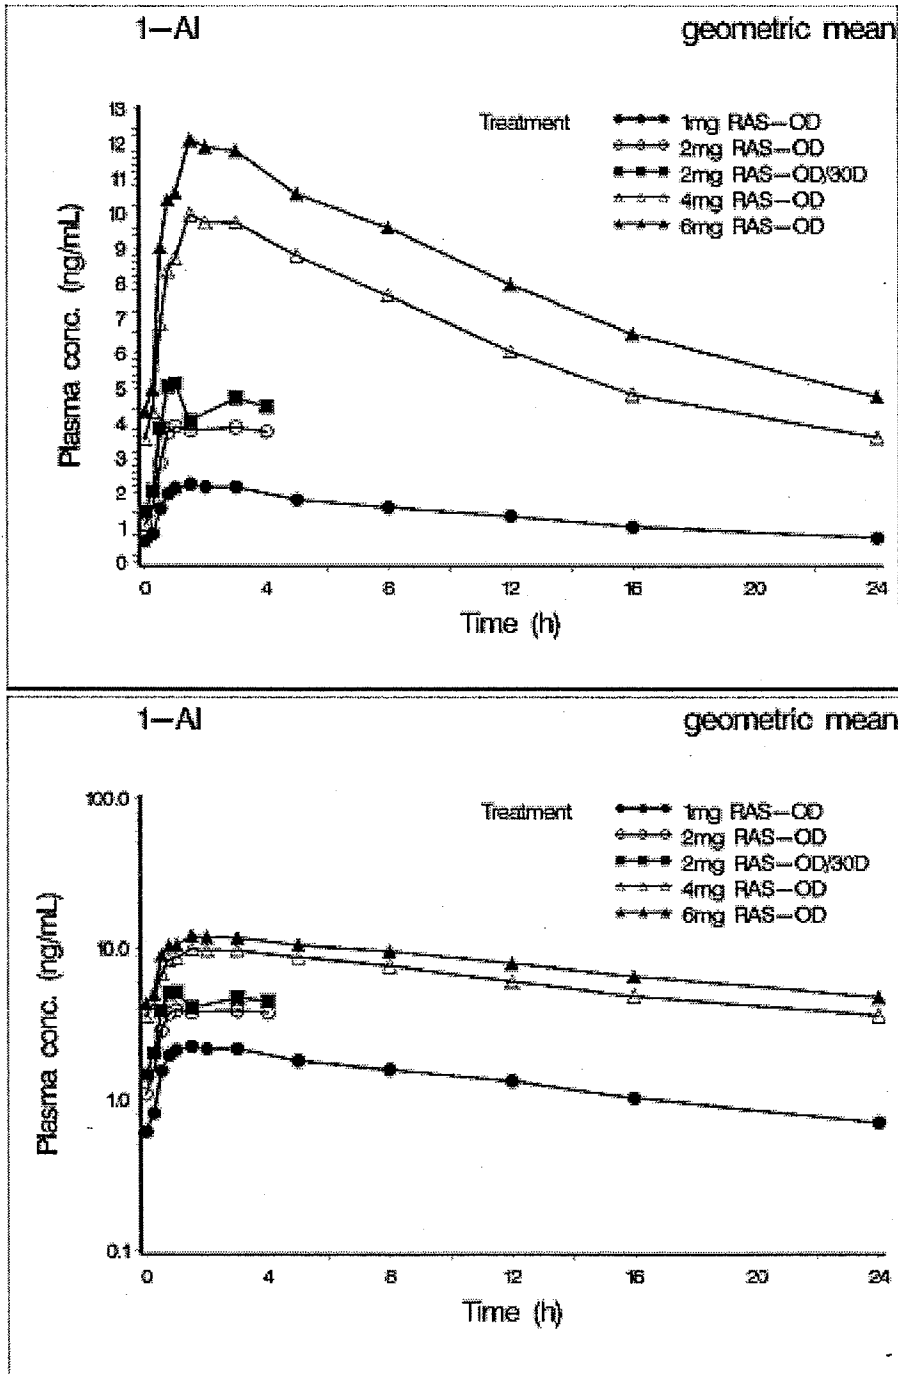 1-AI geometric mean
Treatment
1mg RAS-OD
2mg RAS-OD
2mg RAS-OD/30D
4mg RAS-OD
6mg RAS-OD
Plasma conc. (ng/mL)
13
12
11
10
9
8
7
6
5
4
3
2
1
0
0 4 8 12 16 20 24
Time (h)
1-AI geometric mean
Treatment
1mg RAS-OD
2mg RAS-OD
2mg RAS-OD/30D
4mg RAS-OD
6mg RAS-OD
Plasma conc. (ng/mL)
100.0
10.0
1.0
0.1
0 4 8 12 16 20 24
Time (h)